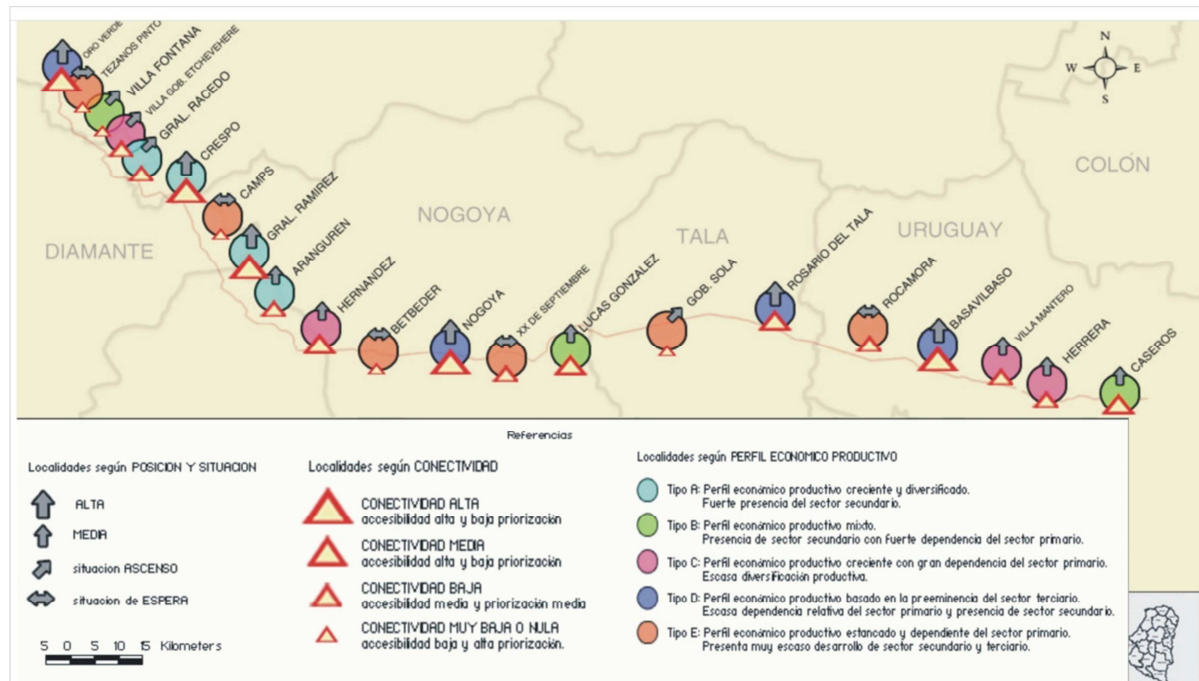 ORO VERDE
TEZANOS PINTO
VILLA FONTANA
VILLA GOB. ETCHEVEHERE
GRAL. RACEDO
CRESPO
CAMPS
GRAL. RAMIREZ
ARANGUREN
HERNANDEZ
BETBEDER
NOGOYA
XX DE SEPTIEMBRE
LUCAS GONZALEZ
GOB. SOLA
ROSARIO DEL TALA
ROCAMORA
BASAVILBASO
VILLA MANTERO
HERRERA
CASEROS
N
W E
S
COLÓN
NOGOYA
TALA
URUGUAY
DIAMANTE
Referencias
Localidades según POSICION Y SITUACION
ALTA
MEDIA
situacion ASCENSO
situacion de ESPERA
5 0 5 10 15 Kilometers
Localidades según CONECTIVIDAD
CONECTIVIDAD ALTA
accesibilidad alta y baja priorización
CONECTIVIDAD MEDIA
accesibilidad alta y baja priorización
CONECTIVIDAD BAJA
accesibilidad media y priorización media
CONECTIVIDAD MUY BAJA O NULA
accesibilidad baja y alta priorización.
Localidades según PERFIL ECONOMICO PRODUCTIVO
Tipo A: Perfil económico productivo creciente y diversificado.
Fuerte presencia del sector secundario.
Tipo B: Perfil económico productivo mixto.
Presencia de sector secundario con fuerte dependencia del sector primario.
Tipo C: Perfil económico productivo creciente con gran dependencia del sector primario.
Escasa diversificación productiva.
Tipo D: Perfil económico productivo basado en la preeminencia del sector terciario.
Escasa dependencia relativa del sector primario y presencia de sector secundario.
Tipo E: Perfil económico productivo estancado y dependiente del sector primario.
Presenta muy escaso desarrollo de sector secundario y terciario.